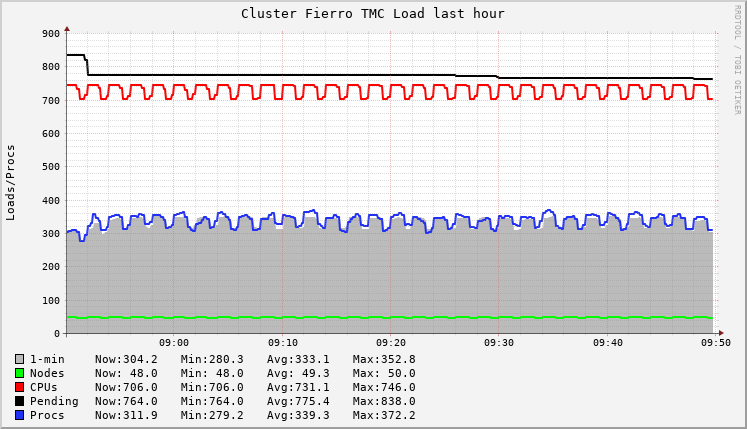 Cluster Fierro TMC Load last hour
RRDTOOL / TOBI OETIKER
Loads/Procs
900
800
700
600
500
400
300
200
100
0
09:00 09:10 09:20 09:30 09:40 09:50
1-min Now:304.2 Min:280.3 Avg:333.1 Max:352.8
Nodes Now: 48.0 Min: 48.0 Avg: 49.3 Max: 50.0
CPUs Now:706.0 Min:706.0 Avg:731.1 Max:746.0
Pending Now:764.0 Min:764.0 Avg:775.4 Max:838.0
Procs Now:311.9 Min:279.2 Avg:339.3 Max:372.2